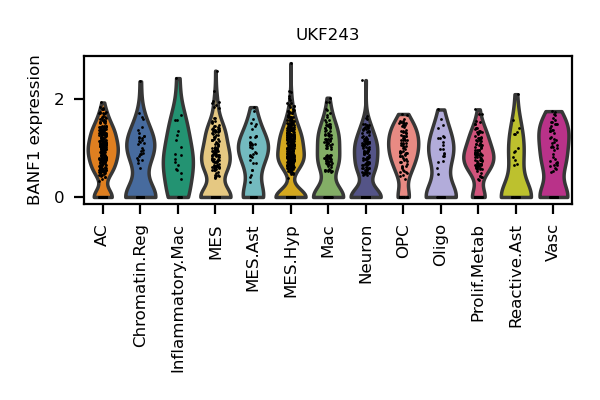 UKF243
BANF1 expression
2
0
AC
Chromatin.Reg
Inflammatory.Mac
MES
MES.Ast
MES.Hyp
Mac
Neuron
OPC
Oligo
Prolif.Metab
Reactive.Ast
Vasc